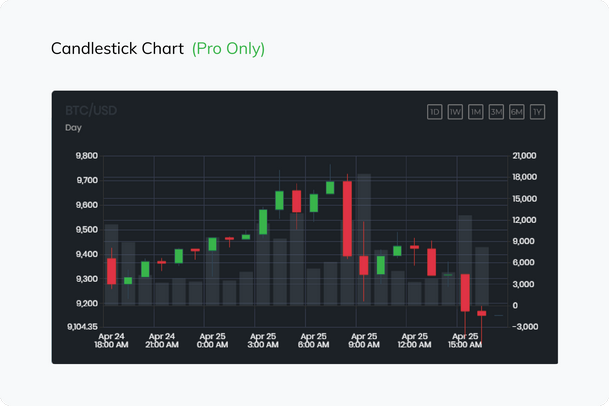 Candlestick Chart (Pro Only)
BTC/USD
1D 1W 1M 3M 6M 1Y
Day
9,800 21,000
9,700 18,000
9,600 15,000
9,500 12,000
9,400 9,000
9,300 6,000
9,200 3,000
9,104.35 0
-3,000
Apr 24 Apr 24 Apr 25 Apr 25 Apr 25 Apr 25 Apr 25 Apr 25
18:00 AM 21:00 AM 0:00 AM 3:00 AM 6:00 AM 9:00 AM 12:00 AM 15:00 AM